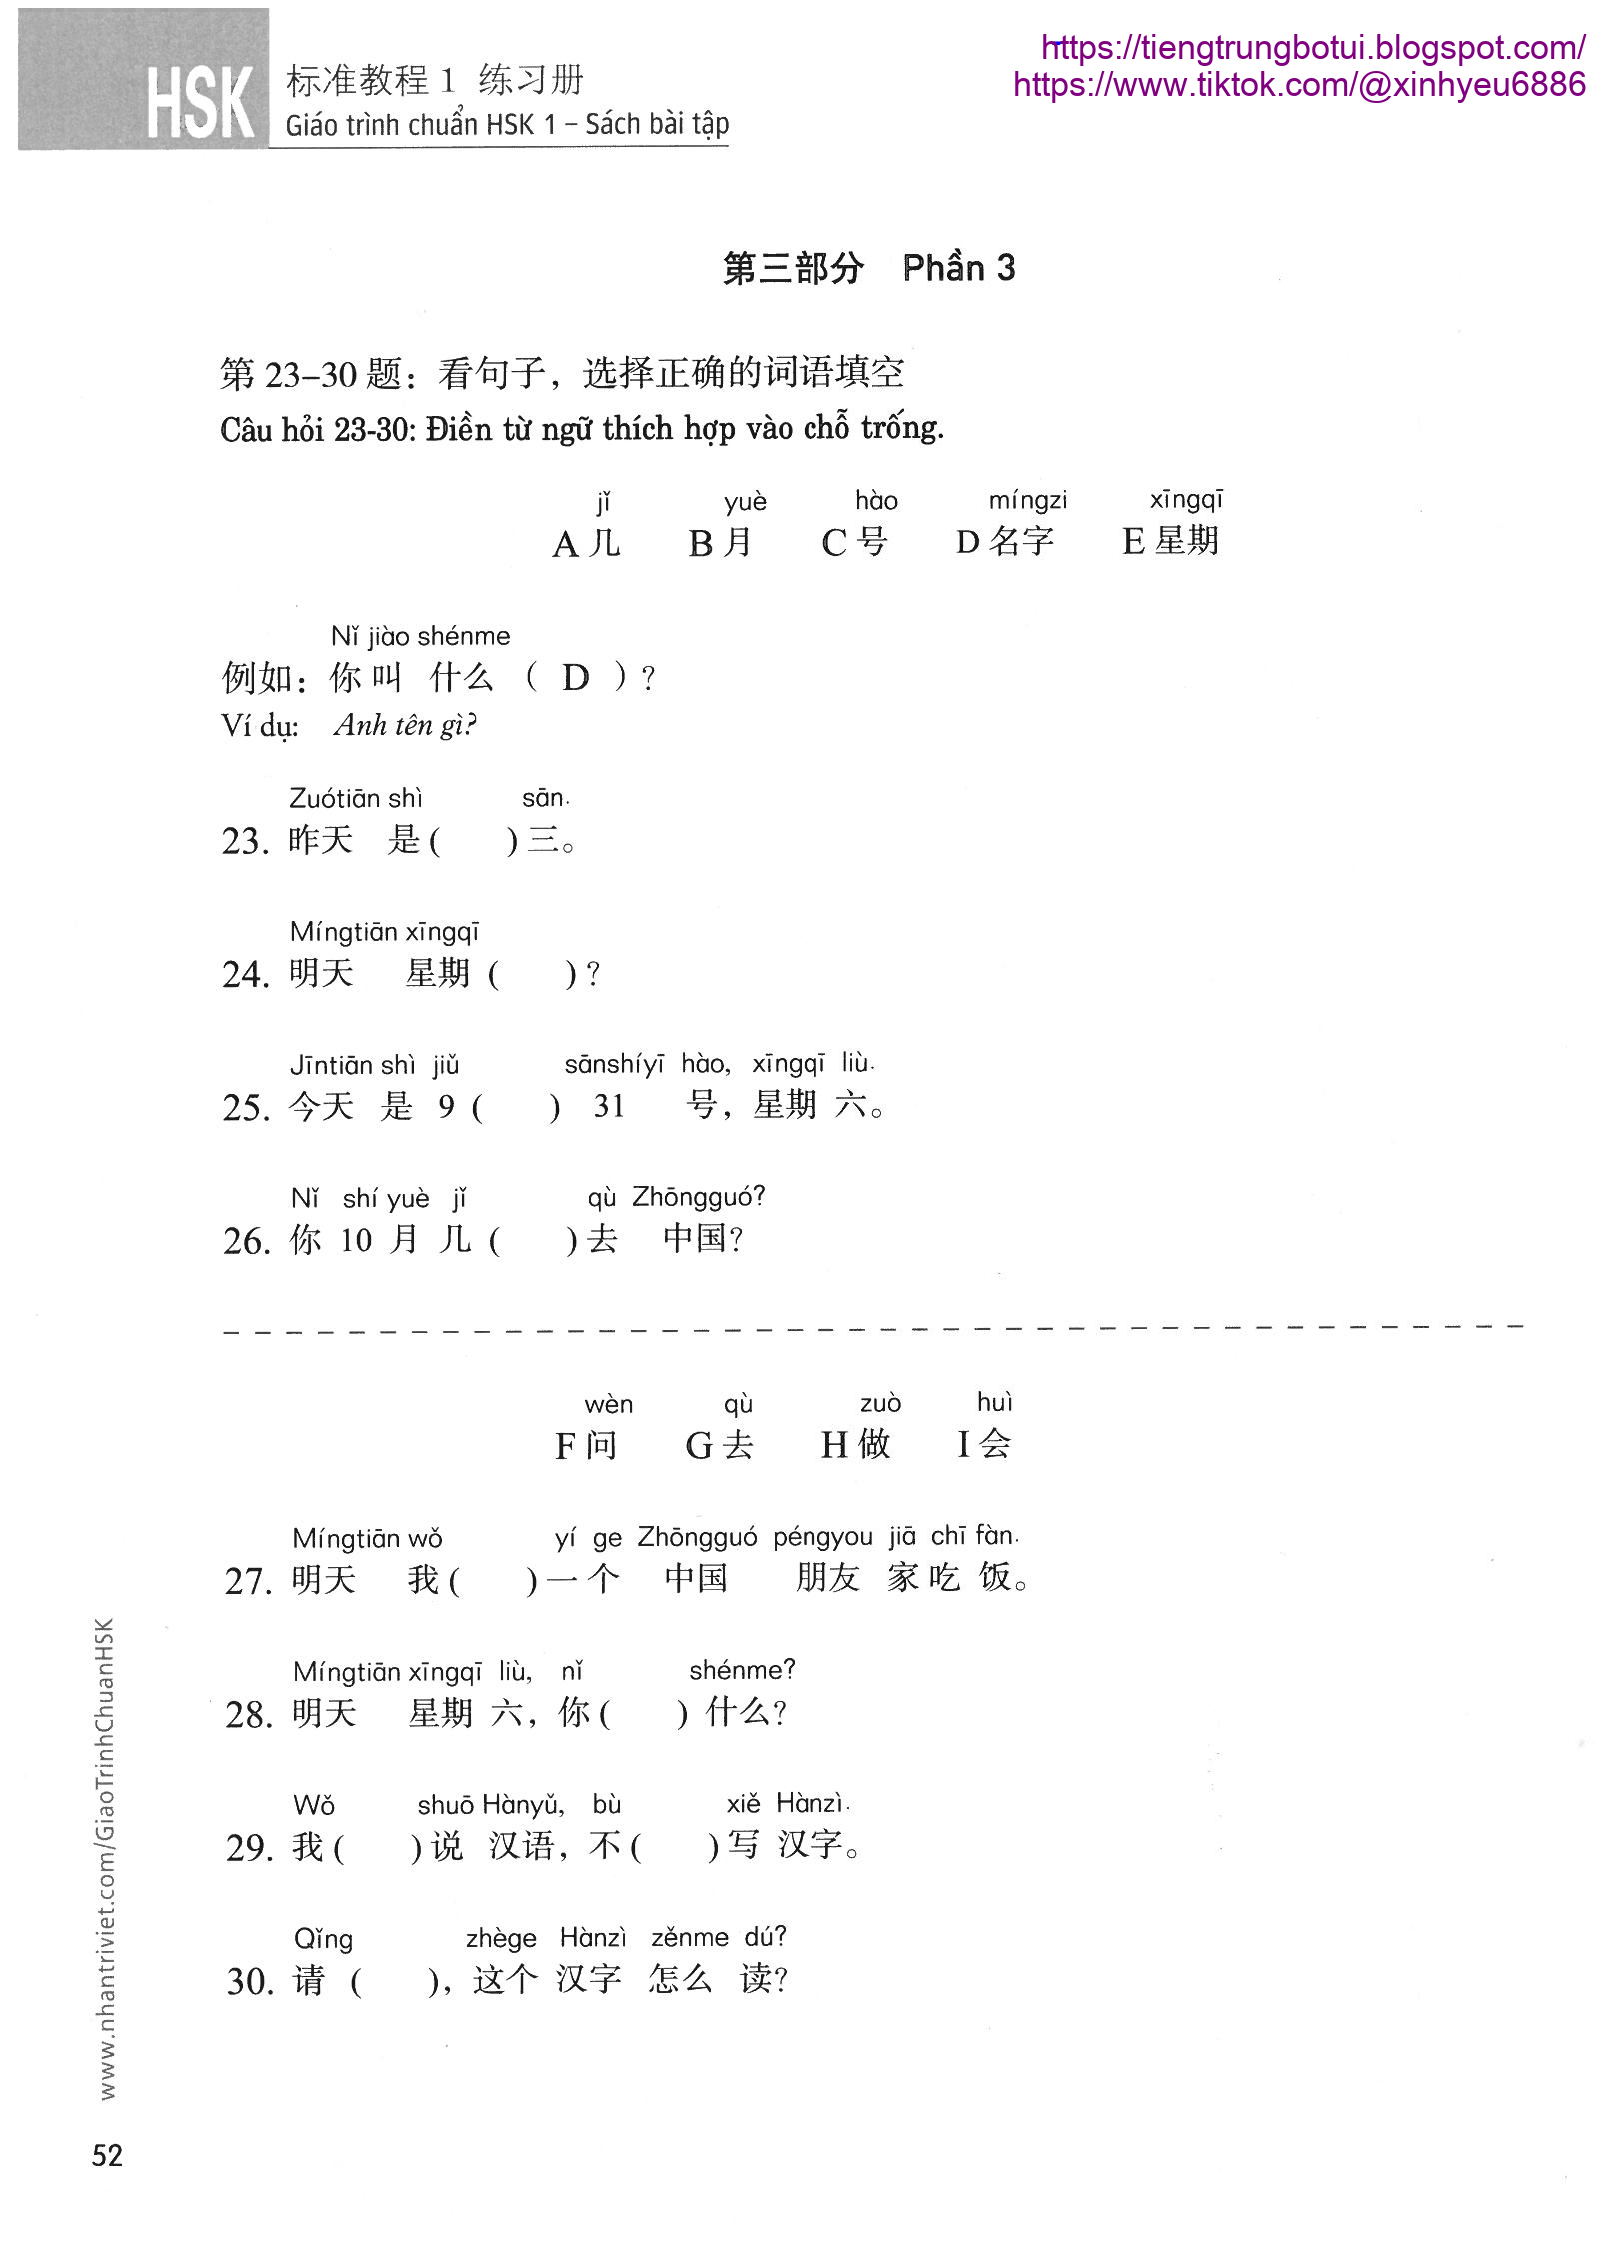 https://tiengtrungbotui.blogspot.com/
https://www.tiktok.com/@xinhyeu6886
HSK
标准教程 1 练习册
Giáo trình chuẩn HSK 1 – Sách bài tập
第三部分 Phần 3
第 23–30 题：看句子，选择正确的词语填空
Câu hỏi 23-30: Điền từ ngữ thích hợp vào chỗ trống.
jǐ yuè hào míngzi xīngqī
A 几 B 月 C 号 D 名字 E 星期
Nǐ jiào shénme
例如：你 叫 什么 （ D ）？
Ví dụ: Anh tên gì?
Zuótiān shì sān.
23. 昨天 是 ( ) 三。
Míngtiān xīngqī
24. 明天 星期 ( )？
Jīntiān shì jiǔ sānshíyī hào, xīngqī liù.
25. 今天 是 9 ( ) 31 号，星期 六。
Nǐ shí yuè jǐ qù Zhōngguó?
26. 你 10 月 几 ( ) 去 中国？
wèn qù zuò huì
F 问 G 去 H 做 I 会
Míngtiān wǒ yí ge Zhōngguó péngyou jiā chī fàn.
27. 明天 我 ( ) 一 个 中国 朋友 家 吃 饭。
Míngtiān xīngqī liù, nǐ shénme?
28. 明天 星期 六，你 ( ) 什么？
Wǒ shuō Hànyǔ, bù xiě Hànzì.
29. 我 ( ) 说 汉语，不 ( ) 写 汉字。
Qǐng zhège Hànzì zěnme dú?
30. 请 ( )，这个 汉字 怎么 读？
www.nhantriviet.com/GiaoTrinhChuanHSK
52